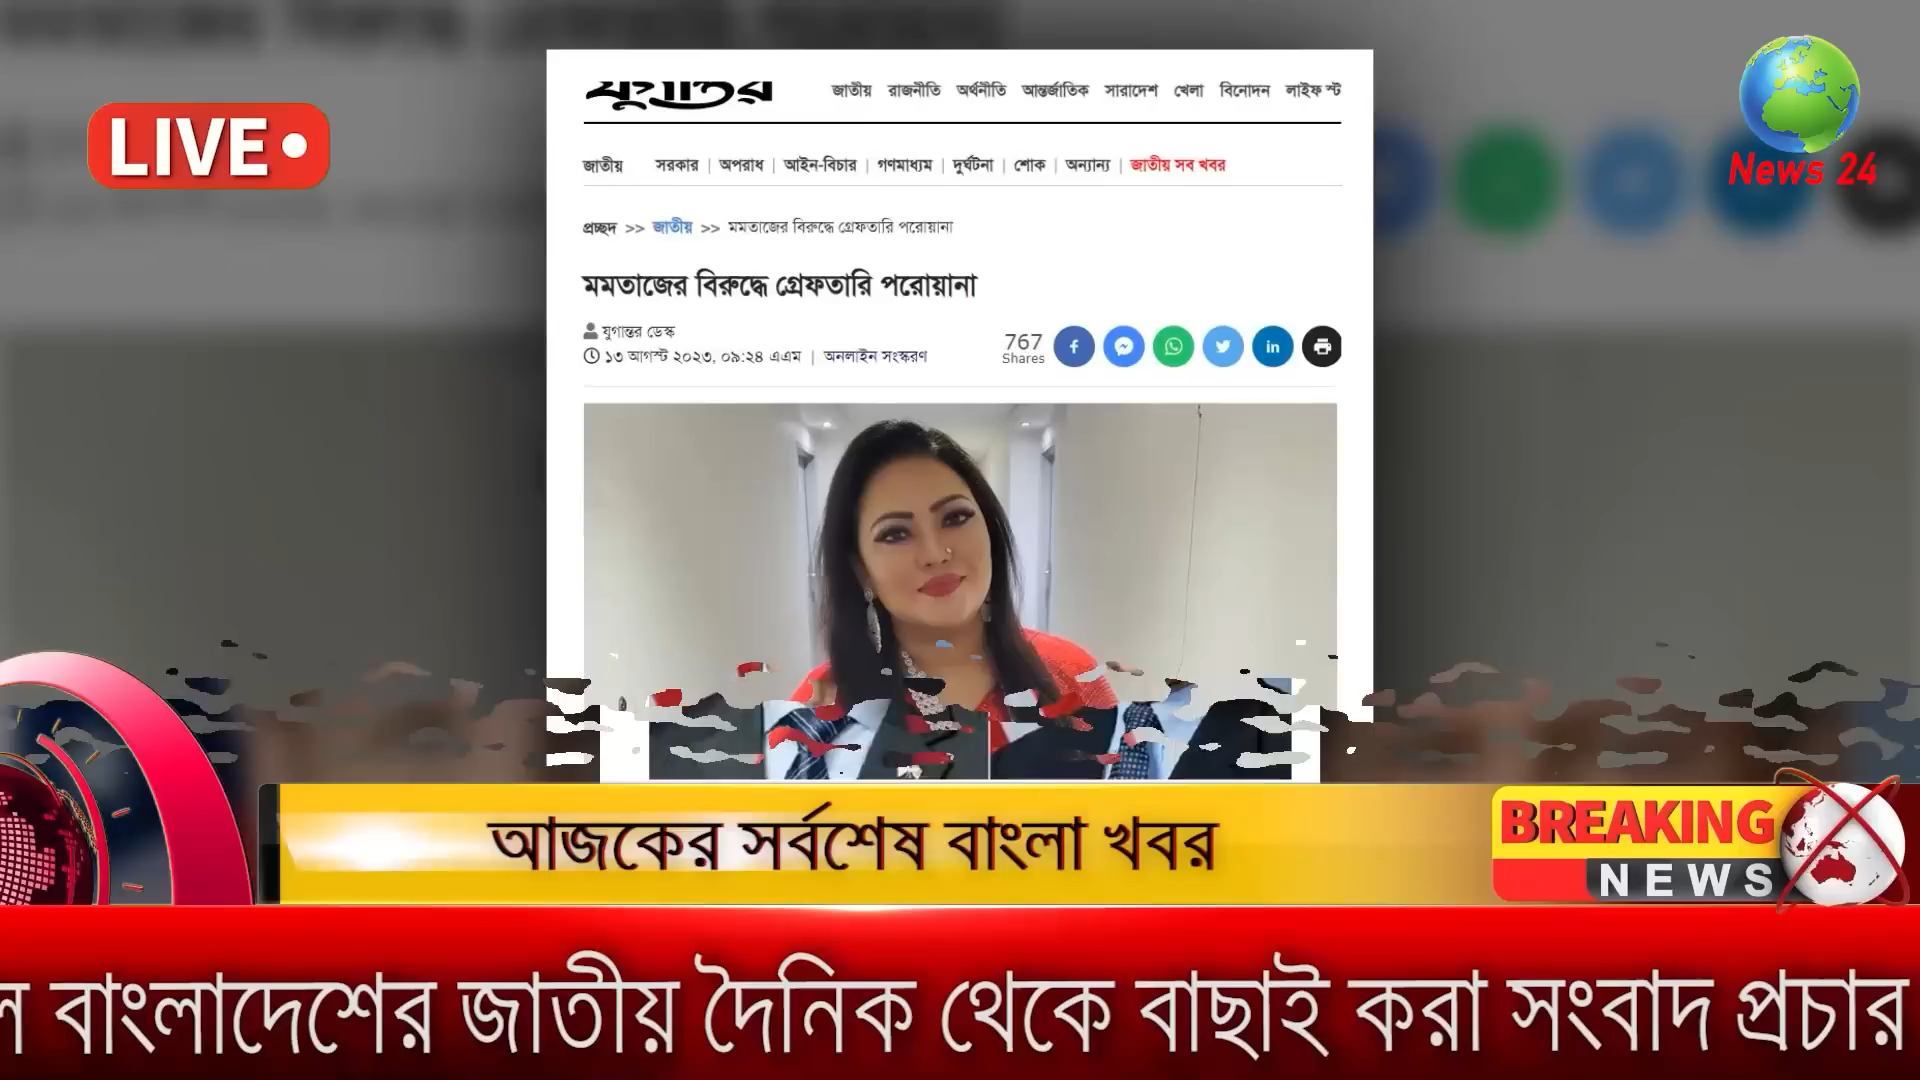 LIVE
News 24
যুগান্তর
জাতীয় রাজনীতি অর্থনীতি আন্তর্জাতিক সারাদেশ খেলা বিনোদন লাইফ স্ট
জাতীয় সরকার | অপরাধ | আইন-বিচার | গণমাধ্যম | দুর্ঘটনা | শোক | অন্যান্য | জাতীয় সব খবর
প্রচ্ছদ >> জাতীয় >> মমতাজের বিরুদ্ধে গ্রেফতারি পরোয়ানা
মমতাজের বিরুদ্ধে গ্রেফতারি পরোয়ানা
যুগান্তর ডেস্ক
১৩ আগস্ট ২০২৩, ০৯:২৪ এএম | অনলাইন সংস্করণ
767
Shares
আজকের সর্বশেষ বাংলা খবর
BREAKING
NEWS
ল বাংলাদেশের জাতীয় দৈনিক থেকে বাছাই করা সংবাদ প্রচার